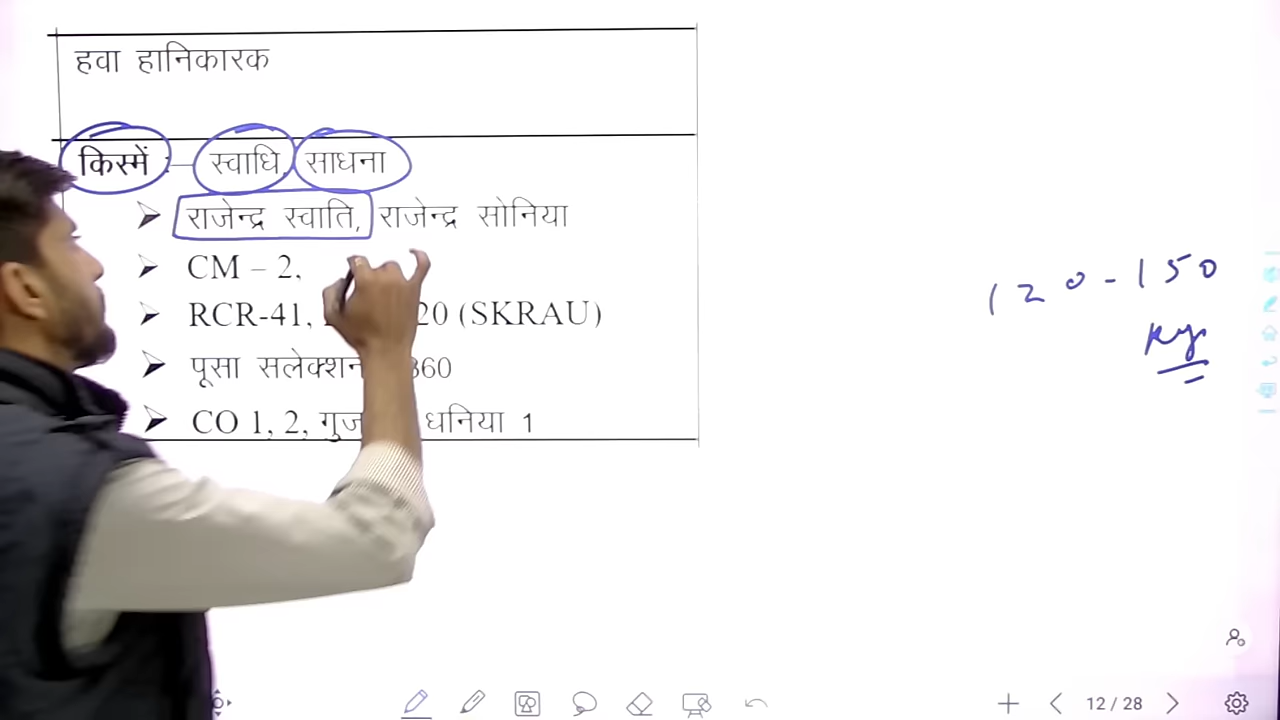 हवा हानिकारक
किस्में :– स्वाधि, साधना
राजेन्द्र स्वाति, राजेन्द्र सोनिया
CM – 2,
RCR-41, 20 (SKRAU)
पूसा सलेक्शन 360
CO 1, 2, धनिया 1
120-150
Kg
12 / 28